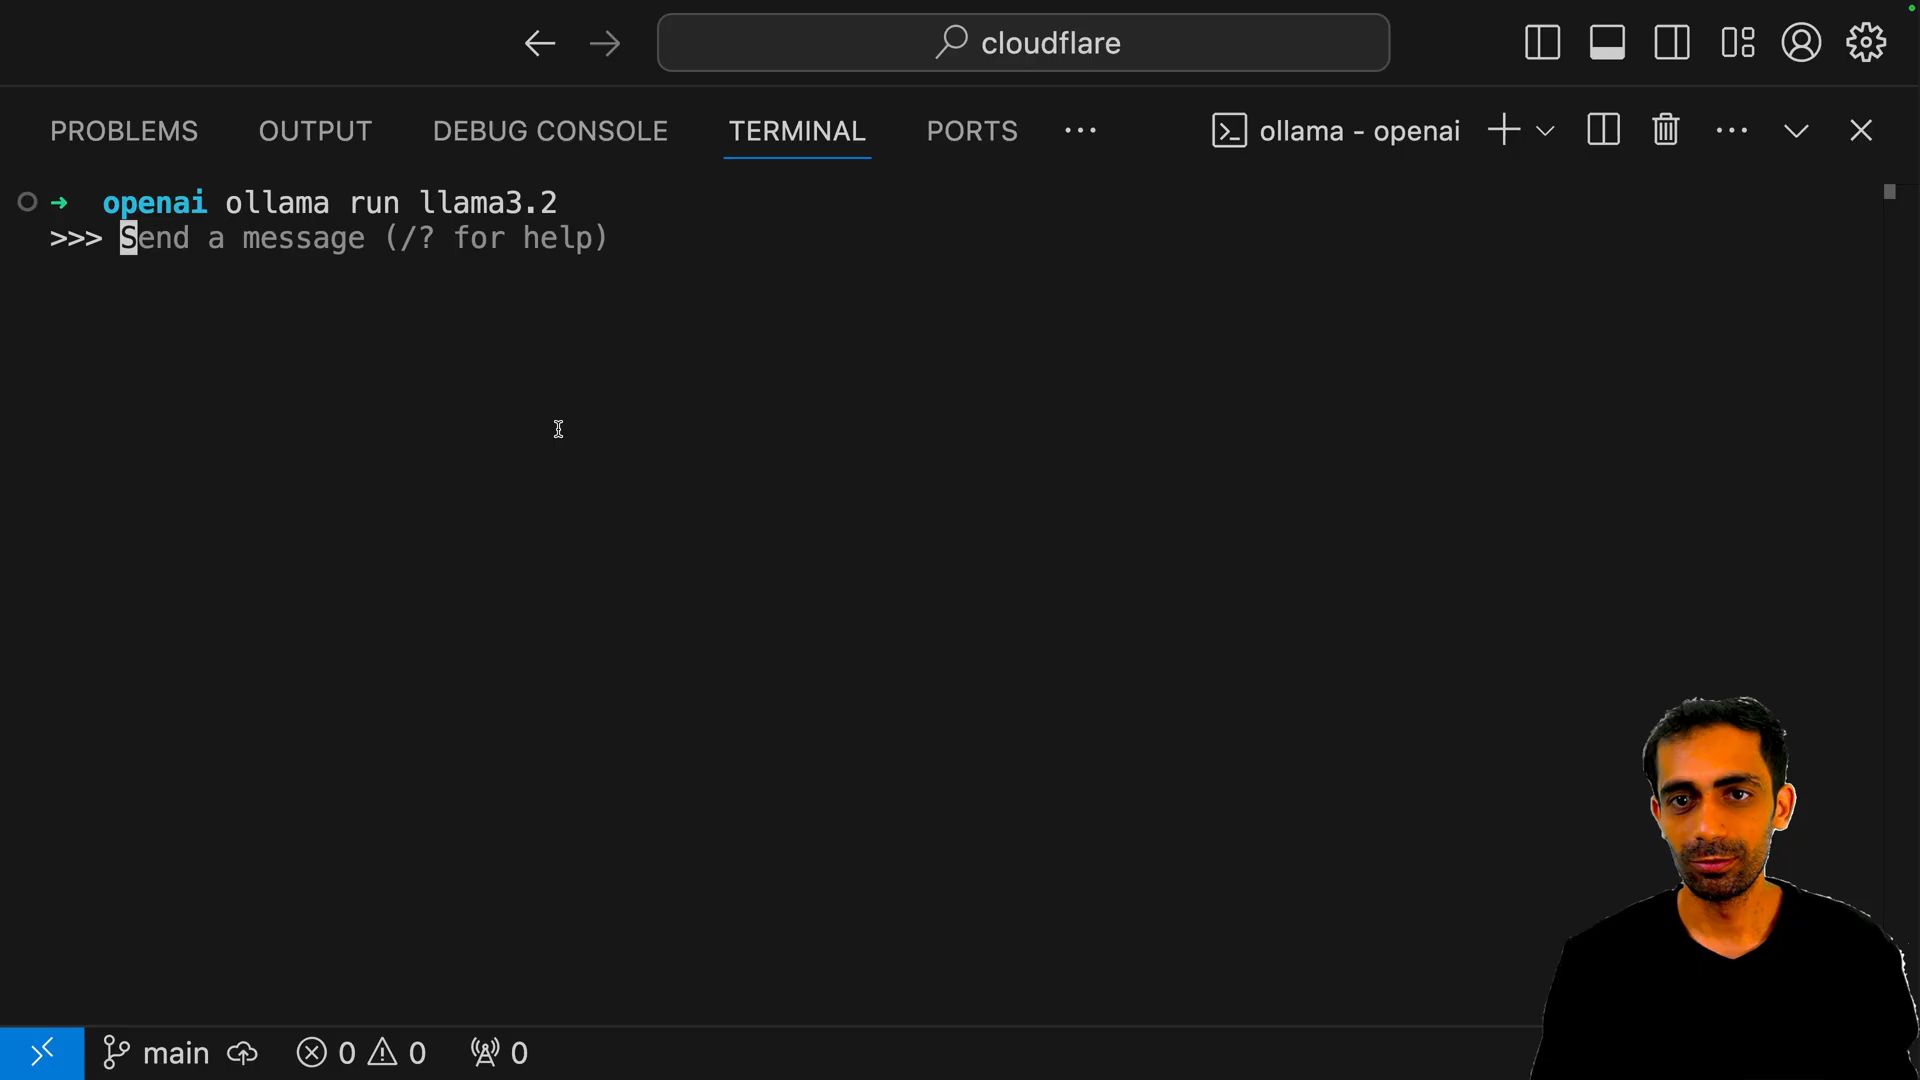 cloudflare
PROBLEMS OUTPUT DEBUG CONSOLE TERMINAL PORTS ··· ollama - openai
→ openai ollama run llama3.2
>>> Send a message (/? for help)
main 0 0 0